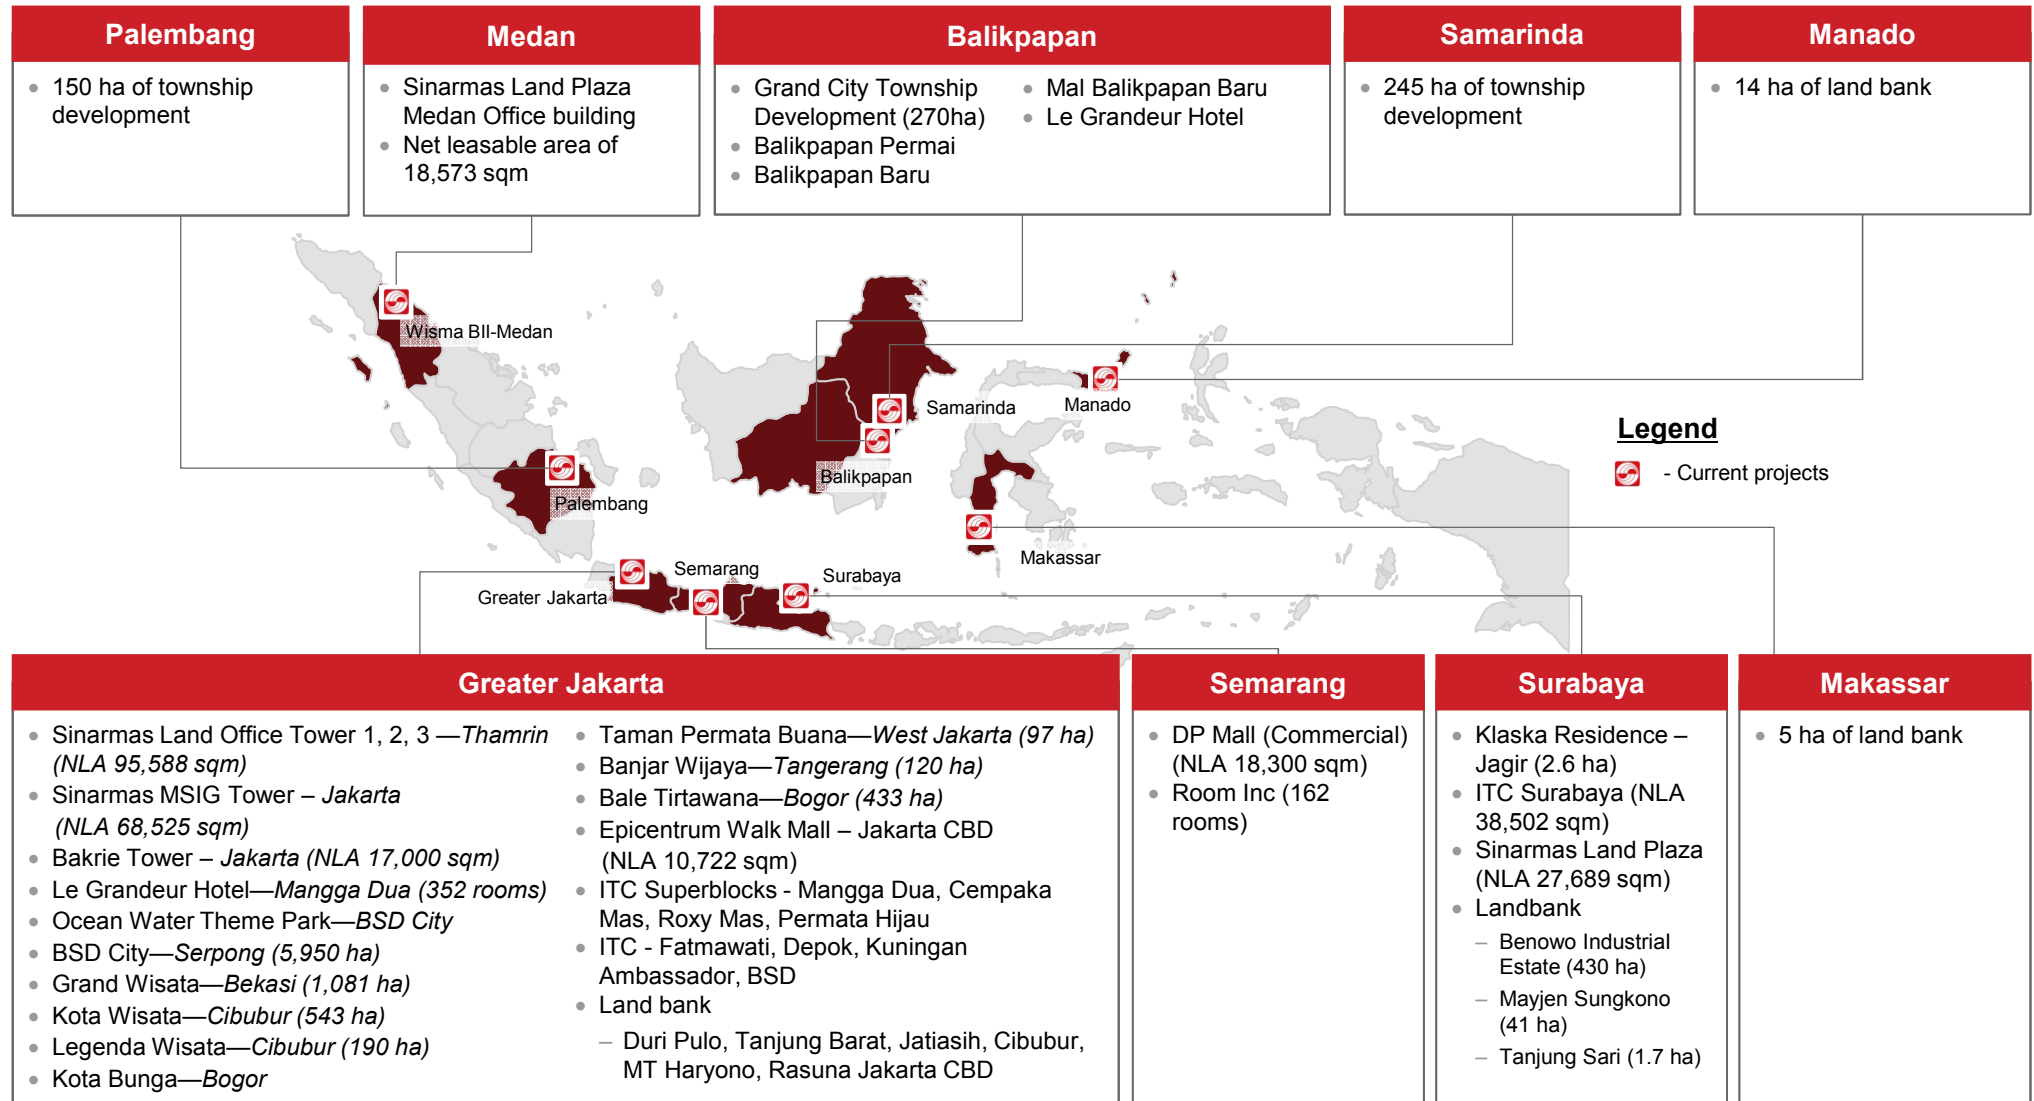 Palembang
• 150 ha of township
development
Medan
• Sinarmas Land Plaza
Medan Office building
• Net leasable area of
18,573 sqm
Balikpapan
• Grand City Township
Development (270ha)
• Balikpapan Permai
• Balikpapan Baru
• Mal Balikpapan Baru
• Le Grandeur Hotel
Samarinda
• 245 ha of township
development
Manado
• 14 ha of land bank
Wisma BII-Medan
Samarinda
Manado
Balikpapan
Palembang
Makassar
Semarang
Surabaya
Greater Jakarta
Legend
- Current projects
Greater Jakarta
• Sinarmas Land Office Tower 1, 2, 3 —Thamrin
(NLA 95,588 sqm)
• Sinarmas MSIG Tower – Jakarta
(NLA 68,525 sqm)
• Bakrie Tower – Jakarta (NLA 17,000 sqm)
• Le Grandeur Hotel—Mangga Dua (352 rooms)
• Ocean Water Theme Park—BSD City
• BSD City—Serpong (5,950 ha)
• Grand Wisata—Bekasi (1,081 ha)
• Kota Wisata—Cibubur (543 ha)
• Legenda Wisata—Cibubur (190 ha)
• Kota Bunga—Bogor
• Taman Permata Buana—West Jakarta (97 ha)
• Banjar Wijaya—Tangerang (120 ha)
• Bale Tirtawana—Bogor (433 ha)
• Epicentrum Walk Mall – Jakarta CBD
(NLA 10,722 sqm)
• ITC Superblocks - Mangga Dua, Cempaka
Mas, Roxy Mas, Permata Hijau
• ITC - Fatmawati, Depok, Kuningan
Ambassador, BSD
• Land bank
– Duri Pulo, Tanjung Barat, Jatiasih, Cibubur,
MT Haryono, Rasuna Jakarta CBD
Semarang
• DP Mall (Commercial)
(NLA 18,300 sqm)
• Room Inc (162
rooms)
Surabaya
• Klaska Residence –
Jagir (2.6 ha)
• ITC Surabaya (NLA
38,502 sqm)
• Sinarmas Land Plaza
(NLA 27,689 sqm)
• Landbank
– Benowo Industrial
Estate (430 ha)
– Mayjen Sungkono
(41 ha)
– Tanjung Sari (1.7 ha)
Makassar
• 5 ha of land bank